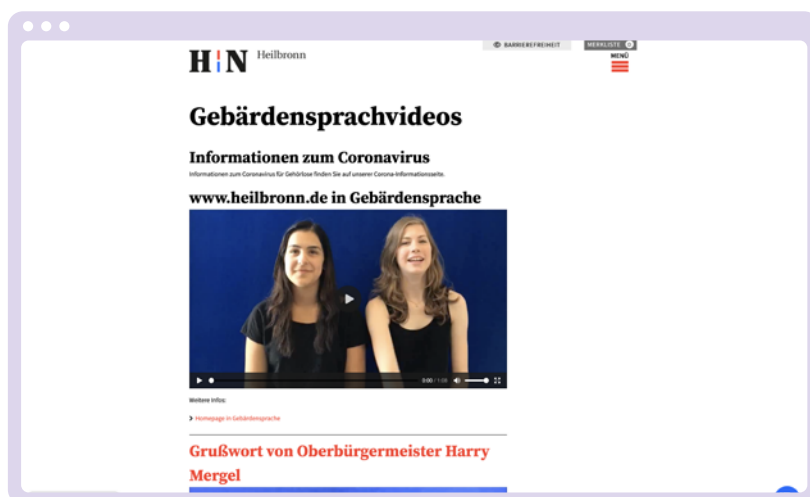 BARRIEREFREIHEIT MERKLISTE 0
H¦N Heilbronn
MENÜ
Gebärdensprachvideos
Informationen zum Coronavirus
Informationen zum Coronavirus für Gehörlose finden Sie auf unserer Corona-Informationsseite.
www.heilbronn.de in Gebärdensprache
0:00 / 1:08
Weitere Infos:
Homepage in Gebärdensprache
Grußwort von Oberbürgermeister Harry
Mergel